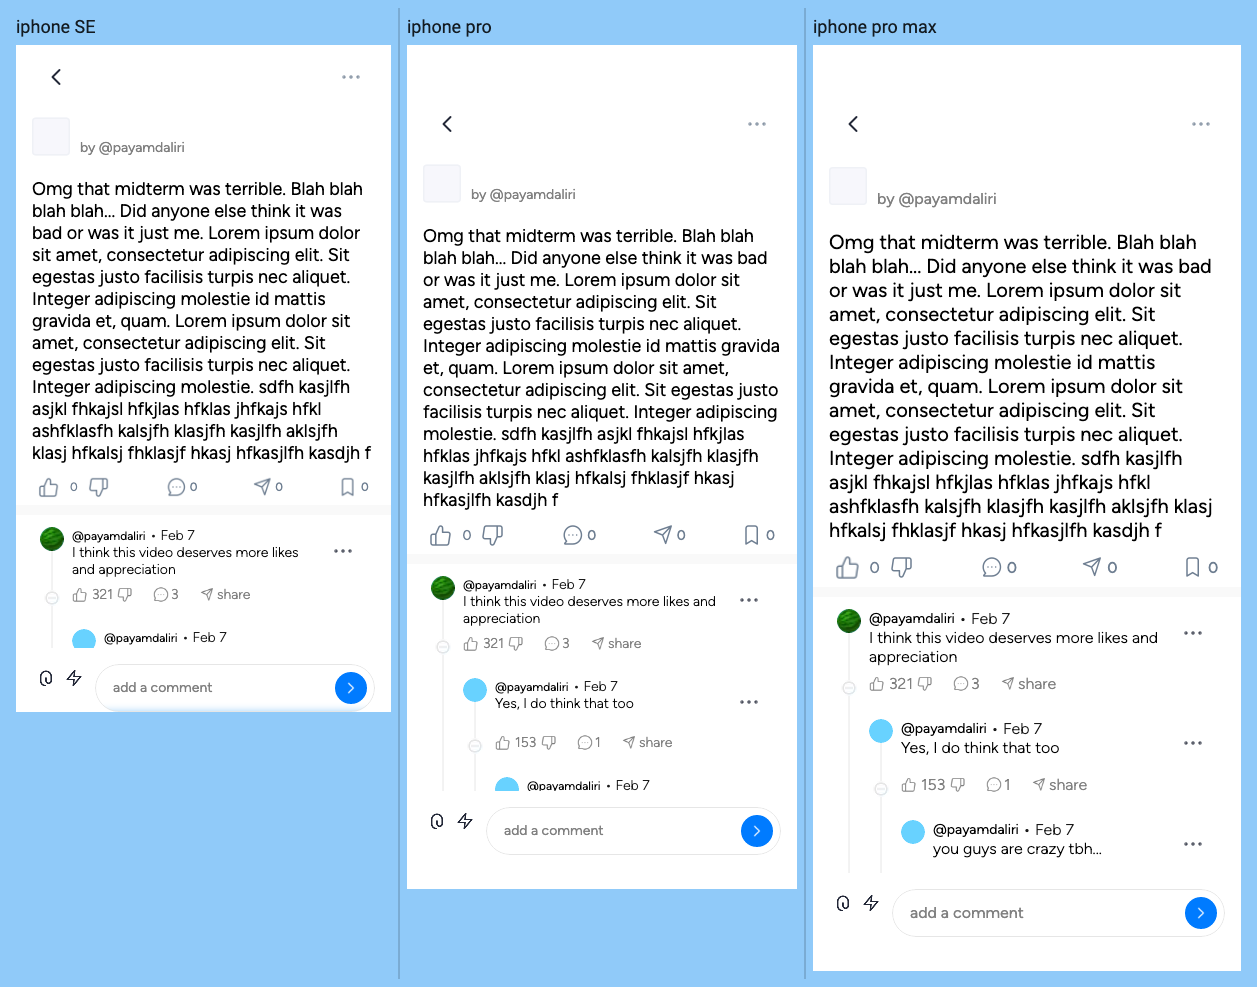 iphone SE
by @payamdaliri
Omg that midterm was terrible. Blah blah
blah blah... Did anyone else think it was
bad or was it just me. Lorem ipsum dolor
sit amet, consectetur adipiscing elit. Sit
egestas justo facilisis turpis nec aliquet.
Integer adipiscing molestie id mattis
gravida et, quam. Lorem ipsum dolor sit
amet, consectetur adipiscing elit. Sit
egestas justo facilisis turpis nec aliquet.
Integer adipiscing molestie. sdfh kasjlfh
asjkl fhkajsl hfkjlas hfklas jhfkajs hfkl
ashfklasfh kalsjfh klasjfh kasjlfh aklsjfh
klasj hfkalsj fhklasjf hkasj hfkasjlfh kasdjh f
0 0 0 0
@payamdaliri • Feb 7
I think this video deserves more likes
and appreciation
321 3 share
@payamdaliri • Feb 7
add a comment
iphone pro
by @payamdaliri
Omg that midterm was terrible. Blah blah
blah blah... Did anyone else think it was bad
or was it just me. Lorem ipsum dolor sit
amet, consectetur adipiscing elit. Sit
egestas justo facilisis turpis nec aliquet.
Integer adipiscing molestie id mattis gravida
et, quam. Lorem ipsum dolor sit amet,
consectetur adipiscing elit. Sit egestas justo
facilisis turpis nec aliquet. Integer adipiscing
molestie. sdfh kasjlfh asjkl fhkajsl hfkjlas
hfklas jhfkajs hfkl ashfklasfh kalsjfh klasjfh
kasjlfh aklsjfh klasj hfkalsj fhklasjf hkasj
hfkasjlfh kasdjh f
0 0 0 0
@payamdaliri • Feb 7
I think this video deserves more likes and
appreciation
321 3 share
@payamdaliri • Feb 7
Yes, I do think that too
153 1 share
@payamdaliri • Feb 7
add a comment
iphone pro max
by @payamdaliri
Omg that midterm was terrible. Blah blah
blah blah... Did anyone else think it was bad
or was it just me. Lorem ipsum dolor sit
amet, consectetur adipiscing elit. Sit
egestas justo facilisis turpis nec aliquet.
Integer adipiscing molestie id mattis
gravida et, quam. Lorem ipsum dolor sit
amet, consectetur adipiscing elit. Sit
egestas justo facilisis turpis nec aliquet.
Integer adipiscing molestie. sdfh kasjlfh
asjkl fhkajsl hfkjlas hfklas jhfkajs hfkl
ashfklasfh kalsjfh klasjfh kasjlfh aklsjfh klasj
hfkalsj fhklasjf hkasj hfkasjlfh kasdjh f
0 0 0 0
@payamdaliri • Feb 7
I think this video deserves more likes and
appreciation
321 3 share
@payamdaliri • Feb 7
Yes, I do think that too
153 1 share
@payamdaliri • Feb 7
you guys are crazy tbh...
add a comment